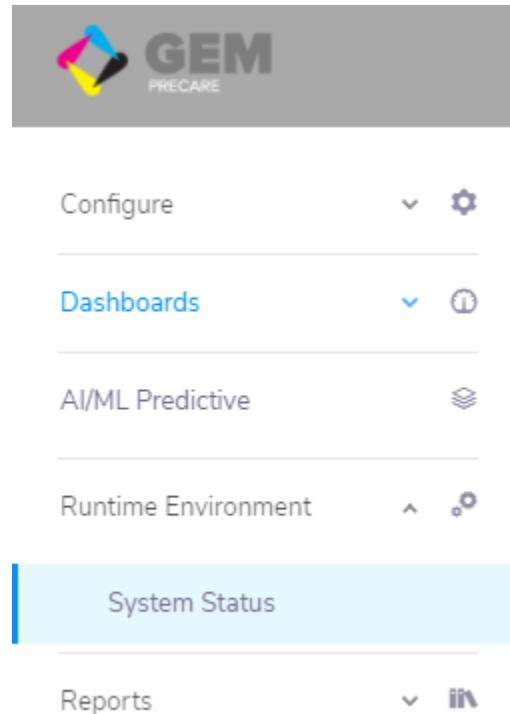 GEM
PRECARE
Configure
Dashboards
AI/ML Predictive
Runtime Environment
System Status
Reports